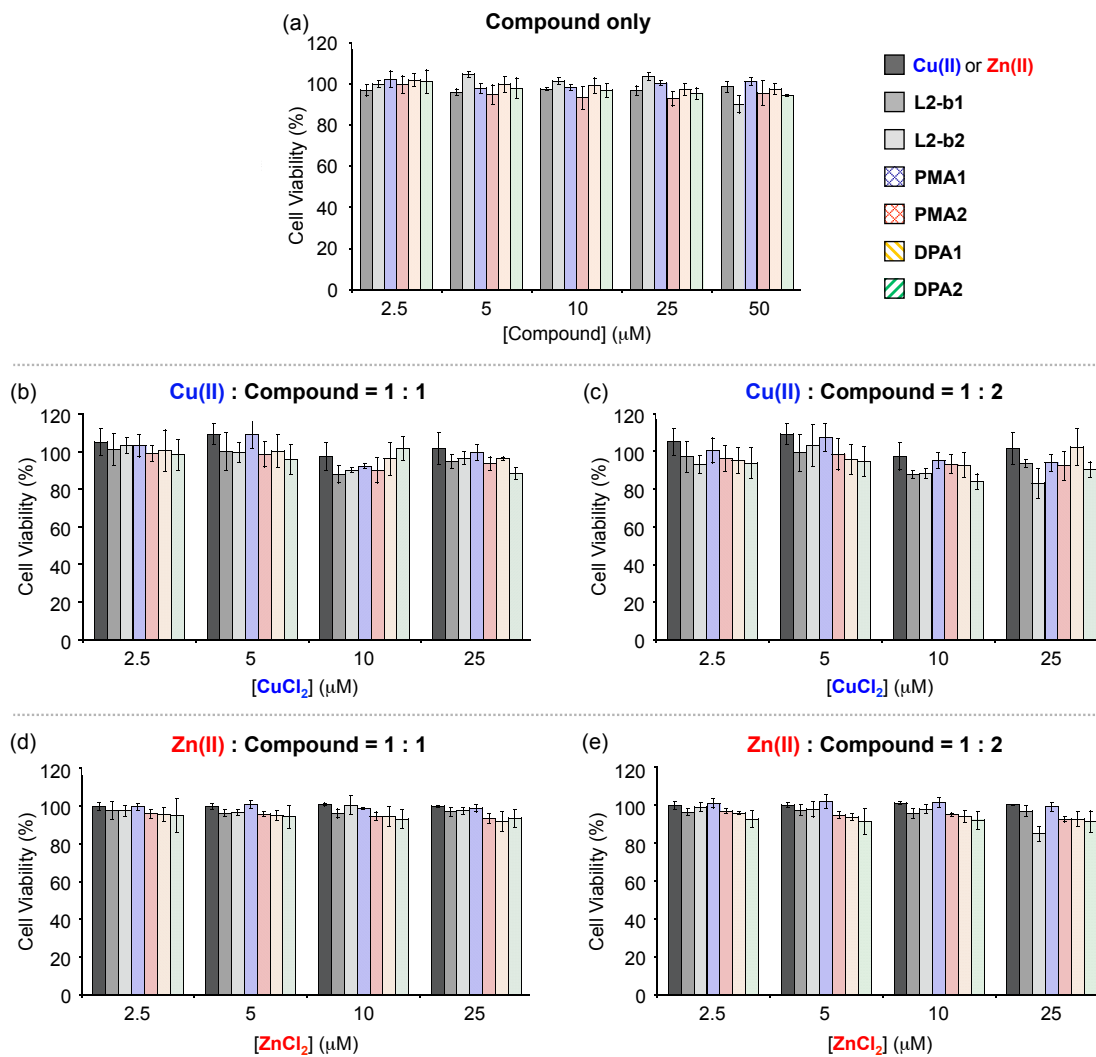 (a) Compound only
Cell Viability (%)
120
100
80
60
40
20
0
2.5 5 10 25 50
[Compound] (μM)
Cu(II) or Zn(II)
L2-b1
L2-b2
PMA1
PMA2
DPA1
DPA2
(b) Cu(II) : Compound = 1 : 1
Cell Viability (%)
120
100
80
60
40
20
0
2.5 5 10 25
[CuCl₂] (μM)
(c) Cu(II) : Compound = 1 : 2
Cell Viability (%)
120
100
80
60
40
20
0
2.5 5 10 25
[CuCl₂] (μM)
(d) Zn(II) : Compound = 1 : 1
Cell Viability (%)
120
100
80
60
40
20
0
2.5 5 10 25
[ZnCl₂] (μM)
(e) Zn(II) : Compound = 1 : 2
Cell Viability (%)
120
100
80
60
40
20
0
2.5 5 10 25
[ZnCl₂] (μM)